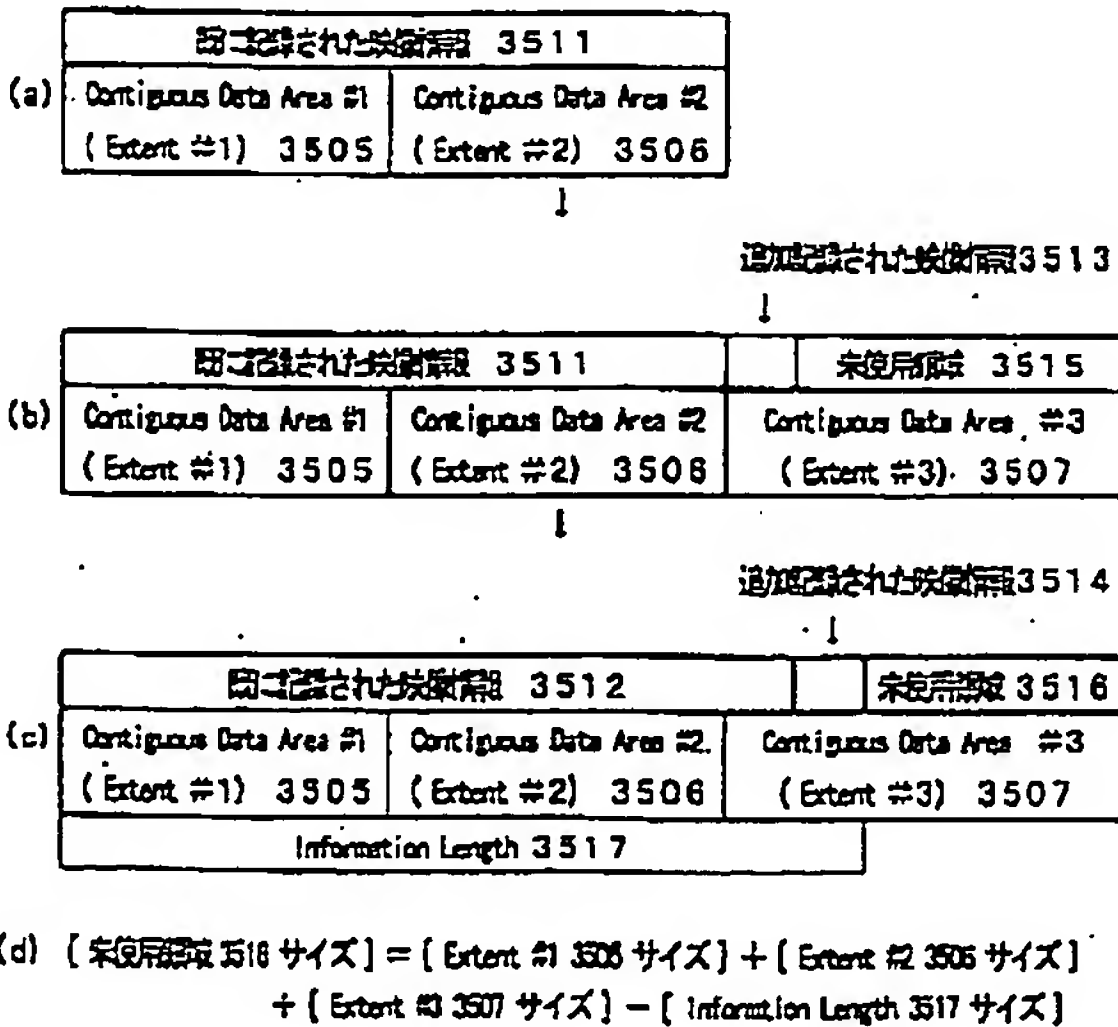 既に記録された映像情報 3511
(a) Contiguous Data Area #1 Contiguous Data Area #2
(Extent #1) 3505 (Extent #2) 3506
↓
追加記録された映像情報3513
↓
既に記録された映像情報 3511 未使用領域 3515
(b) Contiguous Data Area #1 Contiguous Data Area #2 Contiguous Data Area #3
(Extent #1) 3505 (Extent #2) 3506 (Extent #3) 3507
↓
追加記録された映像情報3514
↓
既に記録された映像情報 3512 未使用領域 3516
(c) Contiguous Data Area #1 Contiguous Data Area #2 Contiguous Data Area #3
(Extent #1) 3505 (Extent #2) 3506 (Extent #3) 3507
Information Length 3517
(d) [未使用領域 3516 サイズ] = [Extent #1 3505 サイズ] + [Extent #2 3506 サイズ]
+ [Extent #3 3507 サイズ] − [Information Length 3517 サイズ]